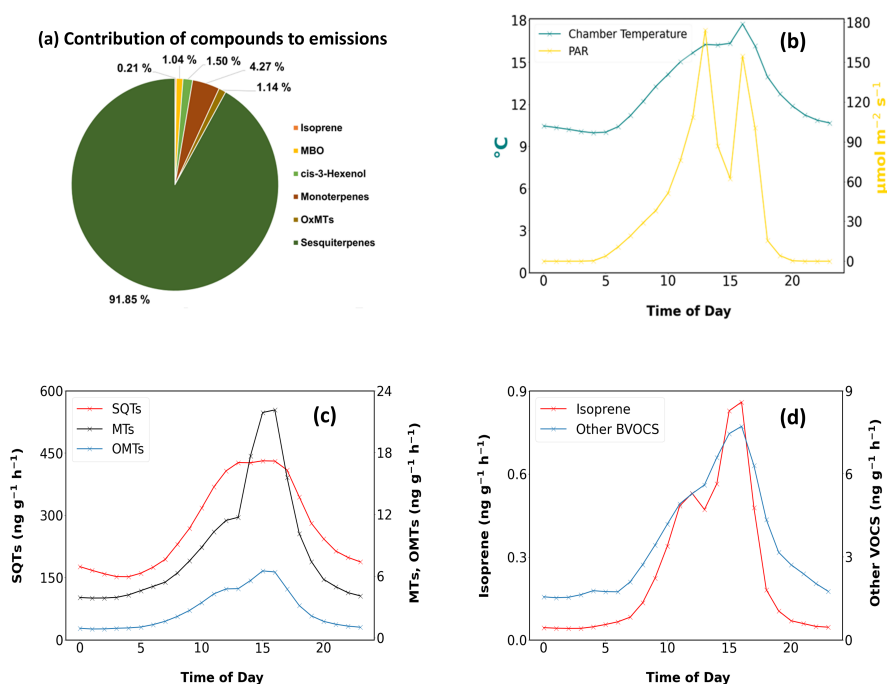 (a) Contribution of compounds to emissions
0.21 %
1.04 %
1.50 %
4.27 %
1.14 %
91.85 %
Isoprene
MBO
cis-3-Hexenol
Monoterpenes
OxMTs
Sesquiterpenes
(b)
Chamber Temperature
PAR
18
15
12
9
6
3
0
°C
180
150
120
90
60
30
0
μmol m⁻² s⁻¹
0 5 10 15 20
Time of Day
(c)
SQTs
MTs
OMTs
600
450
300
150
0
SQTs (ng g⁻¹ h⁻¹)
24
18
12
6
0
MTs, OMTs (ng g⁻¹ h⁻¹)
0 5 10 15 20
Time of Day
(d)
Isoprene
Other BVOCS
0.9
0.6
0.3
0.0
Isoprene (ng g⁻¹ h⁻¹)
9
6
3
0
Other VOCS (ng g⁻¹ h⁻¹)
0 5 10 15 20
Time of Day